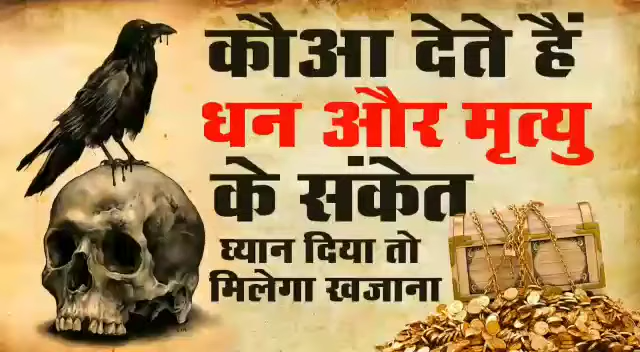 कौआ देते हैं
धन और मृत्यु
के संकेत
घ्यान दिया तो
मिलेगा खजाना